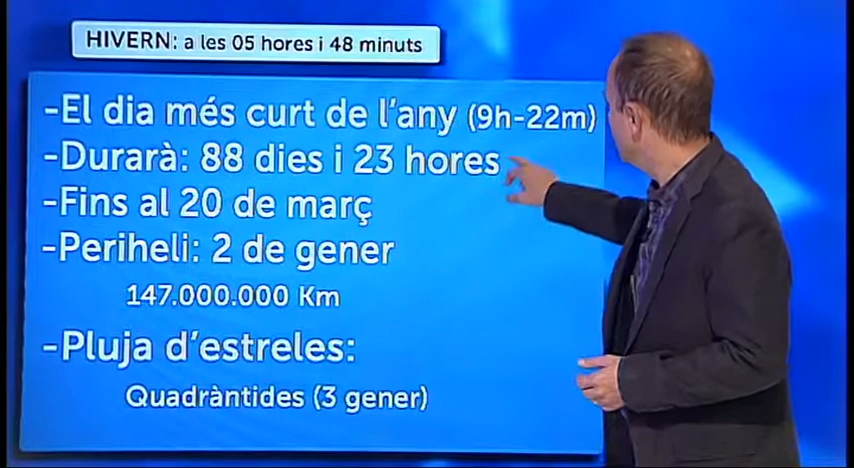 HIVERN: a les 05 hores i 48 minuts
-El dia més curt de l'any (9h-22m)
-Durarà: 88 dies i 23 hores
-Fins al 20 de març
-Periheli: 2 de gener
147.000.000 Km
-Pluja d'estreles:
Quadràntides (3 gener)